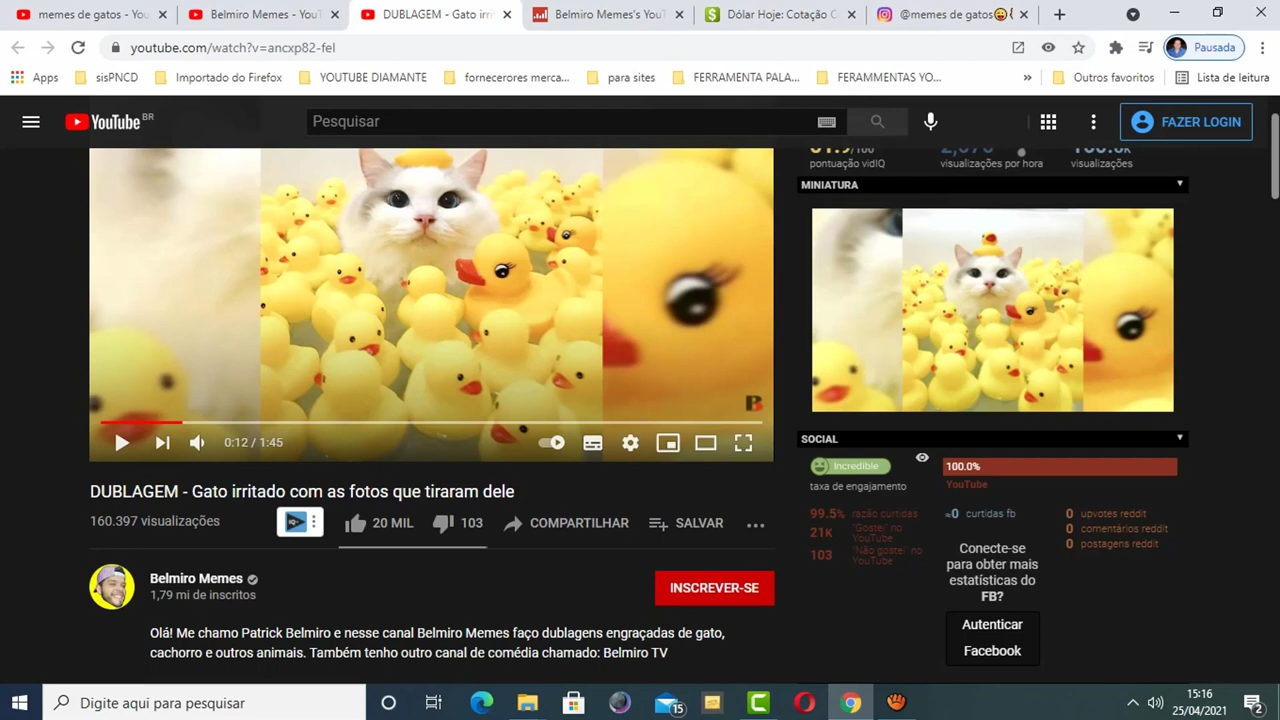 memes de gatos - You
Belmiro Memes - YouT
DUBLAGEM - Gato irrit
Belmiro Memes's YouT
Dólar Hoje: Cotação
@memes de gatos
youtube.com/watch?v=ancxp82-feI
Pausada
Apps
sisPNCD
Importado do Firefox
YOUTUBE DIAMANTE
fornecerores merca...
para sites
FERRAMENTA PALA...
FERAMMENTAS YO...
»
Outros favoritos
Lista de leitura
YouTube BR
Pesquisar
FAZER LOGIN
/100
pontuação vidIQ
visualizações por hora
visualizações
MINIATURA
B
0:12 / 1:45
SOCIAL
Incredible
taxa de engajamento
100.0%
YouTube
99.5% razão curtidas
21K "Gostei" no YouTube
103 "Não gostei" no YouTube
≈0 curtidas fb
0 upvotes reddit
0 comentários reddit
0 postagens reddit
Conecte-se
para obter mais
estatísticas do
FB?
Autenticar
Facebook
DUBLAGEM - Gato irritado com as fotos que tiraram dele
160.397 visualizações
20 MIL
103
COMPARTILHAR
SALVAR
Belmiro Memes
1,79 mi de inscritos
INSCREVER-SE
Olá! Me chamo Patrick Belmiro e nesse canal Belmiro Memes faço dublagens engraçadas de gato,
cachorro e outros animais. Também tenho outro canal de comédia chamado: Belmiro TV
Digite aqui para pesquisar
15
15:16
25/04/2021
2